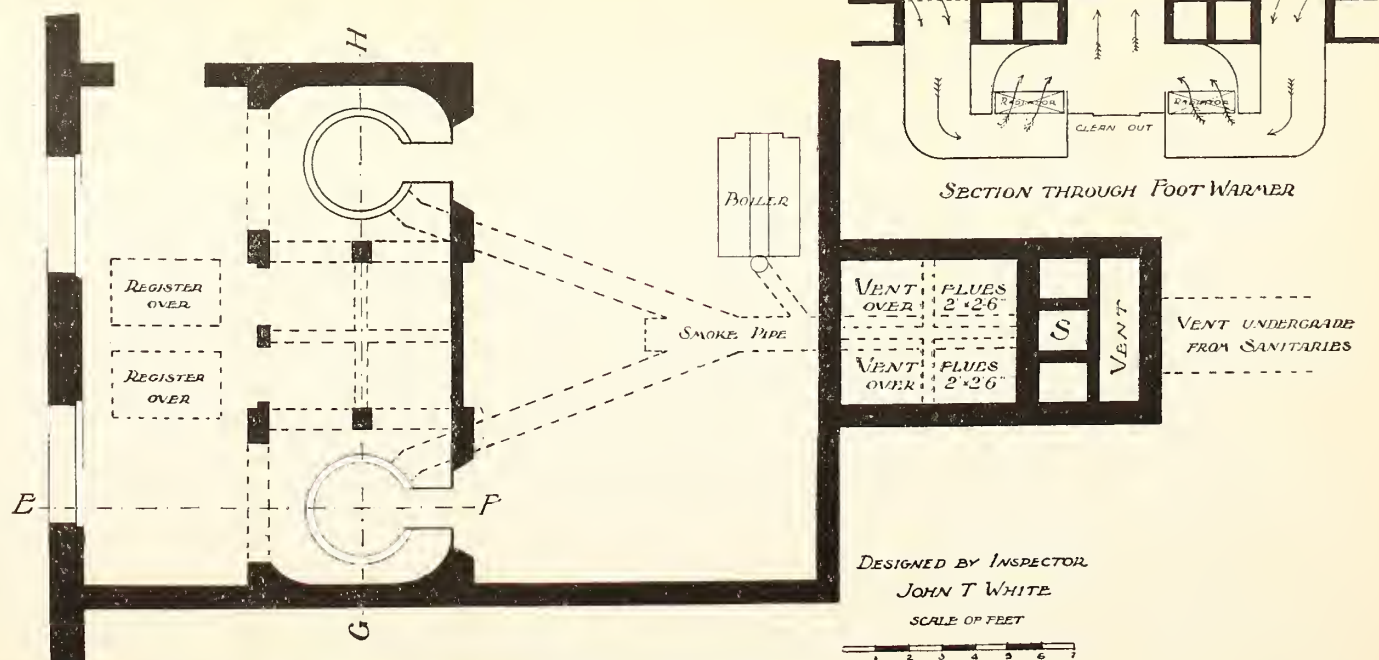 H
RADIATOR
RADIATOR
CLEAN OUT
SECTION THROUGH FOOT WARMER
BOILER
REGISTER
OVER
REGISTER
OVER
SMOKE PIPE
VENT
OVER
FLUES
2'×2'6"
VENT
OVER
FLUES
2'×2'6"
S
VENT
VENT UNDERGRADE
FROM SANITARIES
E
F
G
DESIGNED BY INSPECTOR
JOHN T WHITE
SCALE OF FEET
1 2 3 4 5 6 7